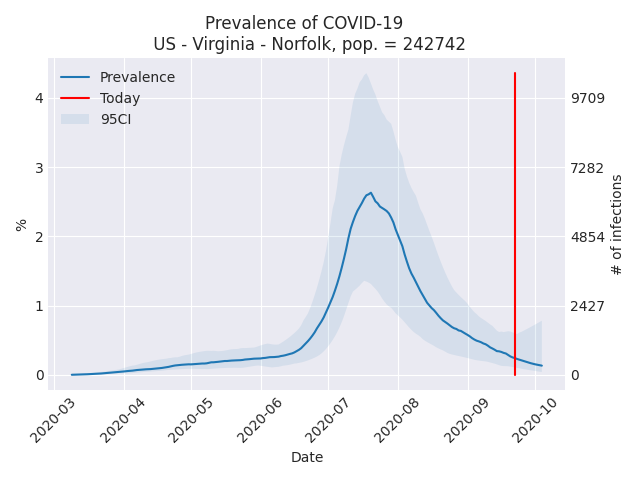 Prevalence of COVID-19
US - Virginia - Norfolk, pop. = 242742
Prevalence
Today
95CI
4
3
2
1
0
%
9709
7282
4854
2427
0
# of infections
2020-03
2020-04
2020-05
2020-06
2020-07
2020-08
2020-09
2020-10
Date